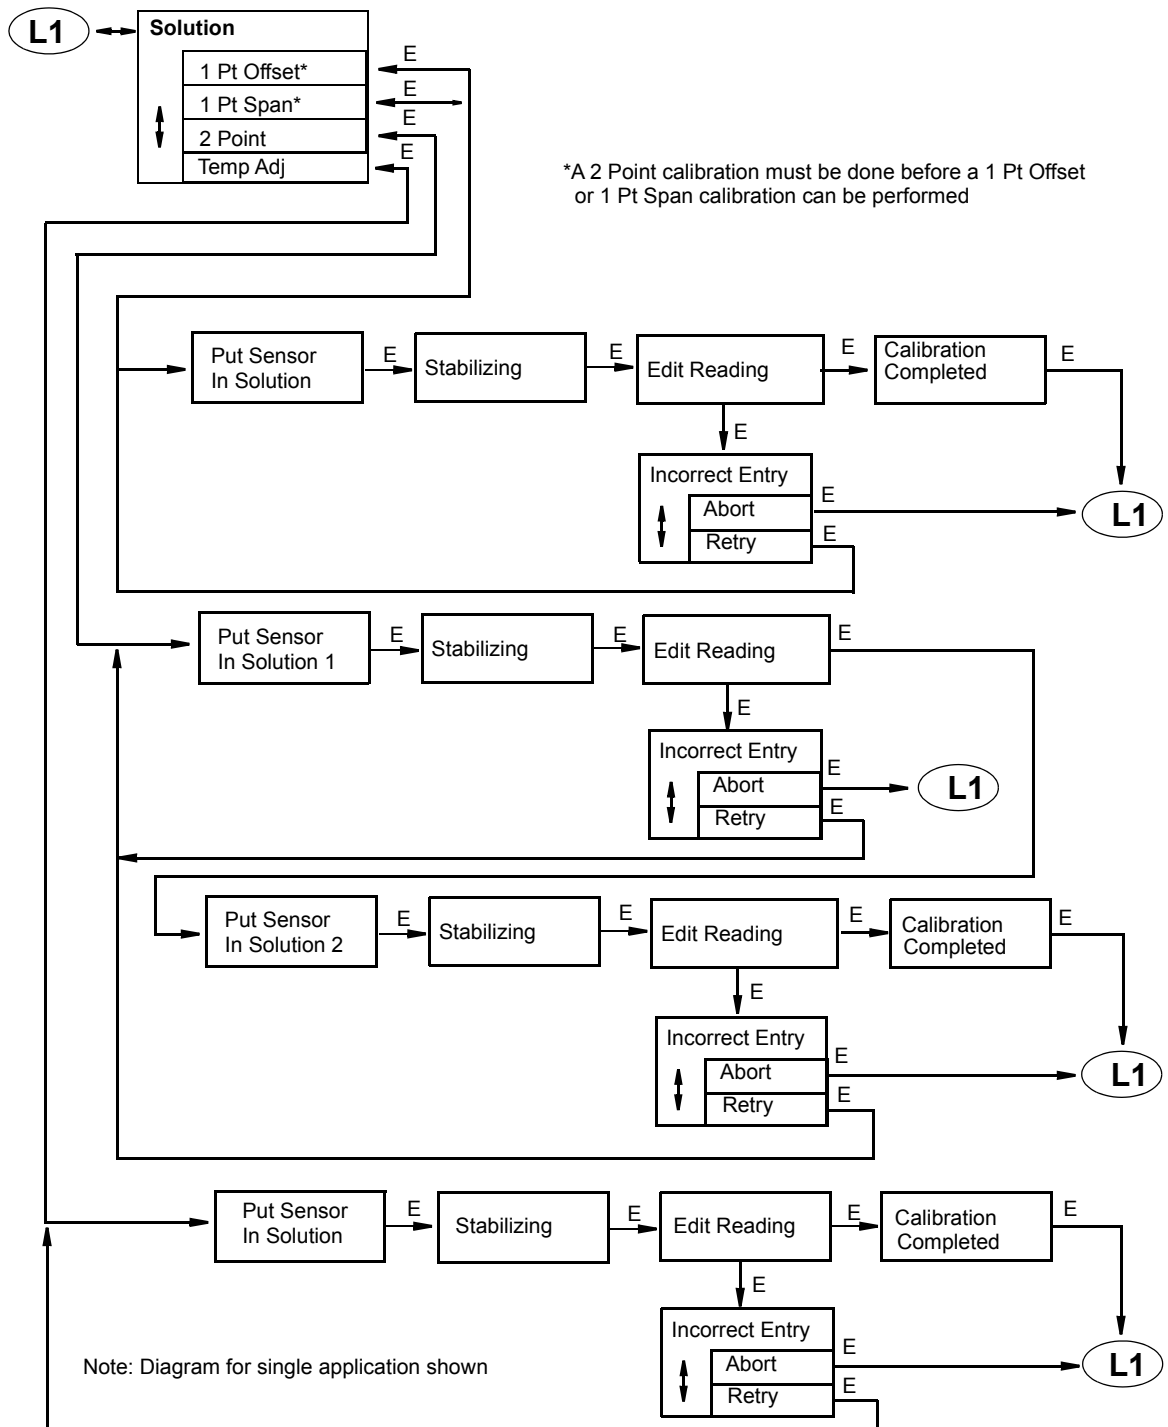 L1
Solution
E
1 Pt Offset*
E
1 Pt Span*
E
2 Point
E
Temp Adj
*A 2 Point calibration must be done before a 1 Pt Offset
or 1 Pt Span calibration can be performed
Put Sensor
In Solution
E
Stabilizing
E
Edit Reading
E
Calibration
Completed
E
E
Incorrect Entry
Abort
E
Retry
E
L1
Put Sensor
In Solution 1
E
Stabilizing
E
Edit Reading
E
E
Incorrect Entry
Abort
E
Retry
E
L1
Put Sensor
In Solution 2
E
Stabilizing
E
Edit Reading
E
Calibration
Completed
E
E
Incorrect Entry
Abort
E
Retry
E
L1
Put Sensor
In Solution
E
Stabilizing
E
Edit Reading
E
Calibration
Completed
E
E
Incorrect Entry
Abort
E
Retry
E
L1
Note: Diagram for single application shown